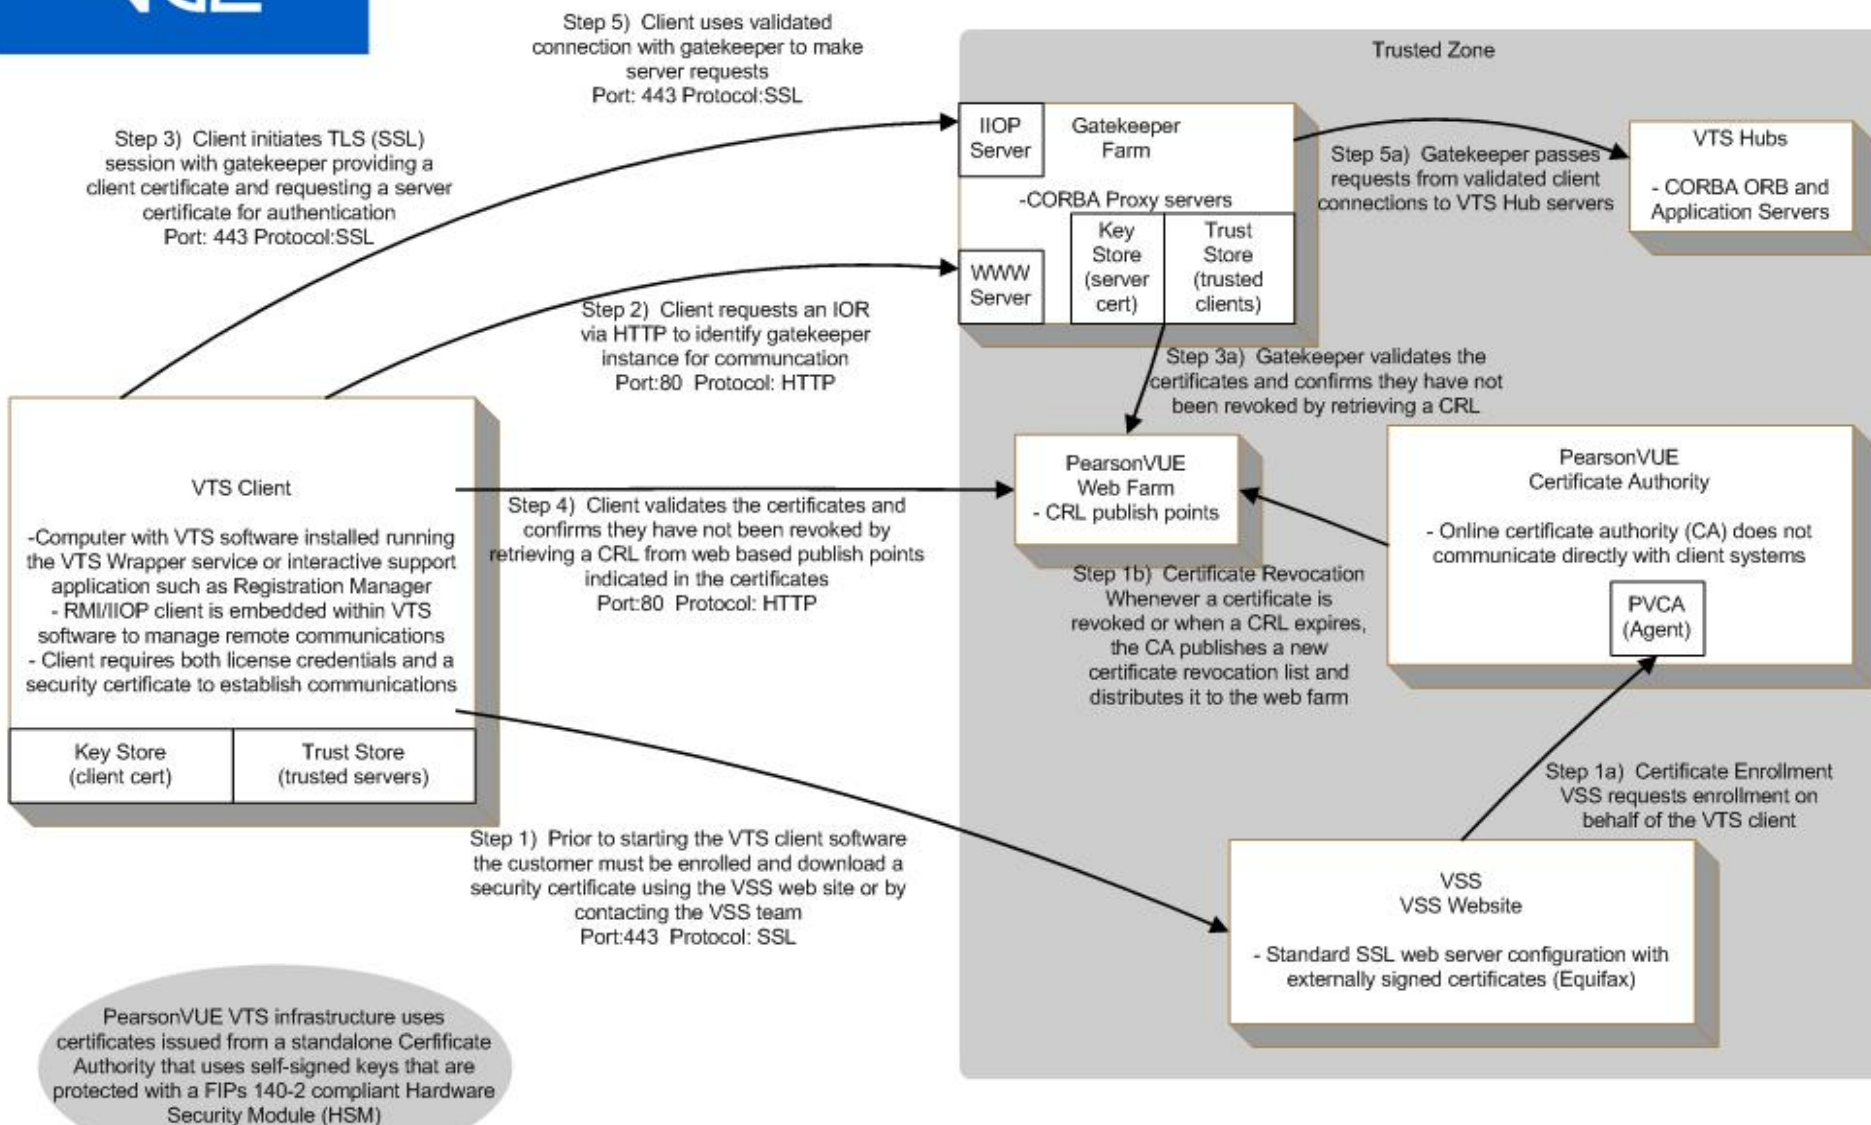 VUE
Step 5) Client uses validated
connection with gatekeeper to make
server requests
Port: 443 Protocol:SSL
Trusted Zone
Step 3) Client initiates TLS (SSL)
session with gatekeeper providing a
client certificate and requesting a server
certificate for authentication
Port: 443 Protocol:SSL
IIOP
Server
Gatekeeper
Farm
-CORBA Proxy servers
Key
Store
(server
cert)
Trust
Store
(trusted
clients)
WWW
Server
Step 5a) Gatekeeper passes
requests from validated client
connections to VTS Hub servers
VTS Hubs
- CORBA ORB and
Application Servers
Step 2) Client requests an IOR
via HTTP to identify gatekeeper
instance for communcation
Port:80 Protocol: HTTP
Step 3a) Gatekeeper validates the
certificates and confirms they have not
been revoked by retrieving a CRL
VTS Client
-Computer with VTS software installed running
the VTS Wrapper service or interactive support
application such as Registration Manager
- RMI/IIOP client is embedded within VTS
software to manage remote communications
- Client requires both license credentials and a
security certificate to establish communications
Key Store
(client cert)
Trust Store
(trusted servers)
Step 4) Client validates the certificates and
confirms they have not been revoked by
retrieving a CRL from web based publish points
indicated in the certificates
Port:80 Protocol: HTTP
PearsonVUE
Web Farm
- CRL publish points
PearsonVUE
Certificate Authority
- Online certificate authority (CA) does not
communicate directly with client systems
PVCA
(Agent)
Step 1b) Certificate Revocation
Whenever a certificate is
revoked or when a CRL expires,
the CA publishes a new
certificate revocation list and
distributes it to the web farm
Step 1a) Certificate Enrollment
VSS requests enrollment on
behalf of the VTS client
Step 1) Prior to starting the VTS client software
the customer must be enrolled and download a
security certificate using the VSS web site or by
contacting the VSS team
Port:443 Protocol: SSL
VSS
VSS Website
- Standard SSL web server configuration with
externally signed certificates (Equifax)
PearsonVUE VTS infrastructure uses
certificates issued from a standalone Cerfificate
Authority that uses self-signed keys that are
protected with a FIPs 140-2 compliant Hardware
Security Module (HSM)